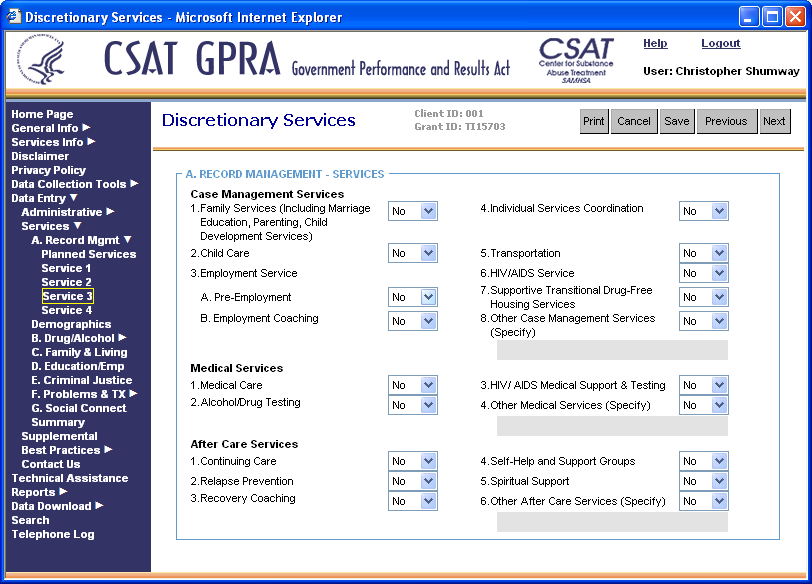 Discretionary Services - Microsoft Internet Explorer
CSAT GPRA Government Performance and Results Act
CSAT
Center for Substance
Abuse Treatment
SAMHSA
Help Logout
User: Christopher Shumway
Home Page
General Info
Services Info
Disclaimer
Privacy Policy
Data Collection Tools
Data Entry
Administrative
Services
A. Record Mgmt
Planned Services
Service 1
Service 2
Service 3
Service 4
Demographics
B. Drug/Alcohol
C. Family & Living
D. Education/Emp
E. Criminal Justice
F. Problems & TX
G. Social Connect
Summary
Supplemental
Best Practices
Contact Us
Technical Assistance
Reports
Data Download
Search
Telephone Log
Discretionary Services
Client ID: 001
Grant ID: TI15703
Print Cancel Save Previous Next
A. RECORD MANAGEMENT - SERVICES
Case Management Services
1.Family Services (Including Marriage
Education, Parenting, Child
Development Services)
No
2.Child Care No
3.Employment Service
A. Pre-Employment No
B. Employment Coaching No
4.Individual Services Coordination No
5.Transportation No
6.HIV/AIDS Service No
7.Supportive Transitional Drug-Free
Housing Services
No
8.Other Case Management Services
(Specify)
No
Medical Services
1.Medical Care No
2.Alcohol/Drug Testing No
3.HIV/ AIDS Medical Support & Testing No
4.Other Medical Services (Specify) No
After Care Services
1.Continuing Care No
2.Relapse Prevention No
3.Recovery Coaching No
4.Self-Help and Support Groups No
5.Spiritual Support No
6.Other After Care Services (Specify) No